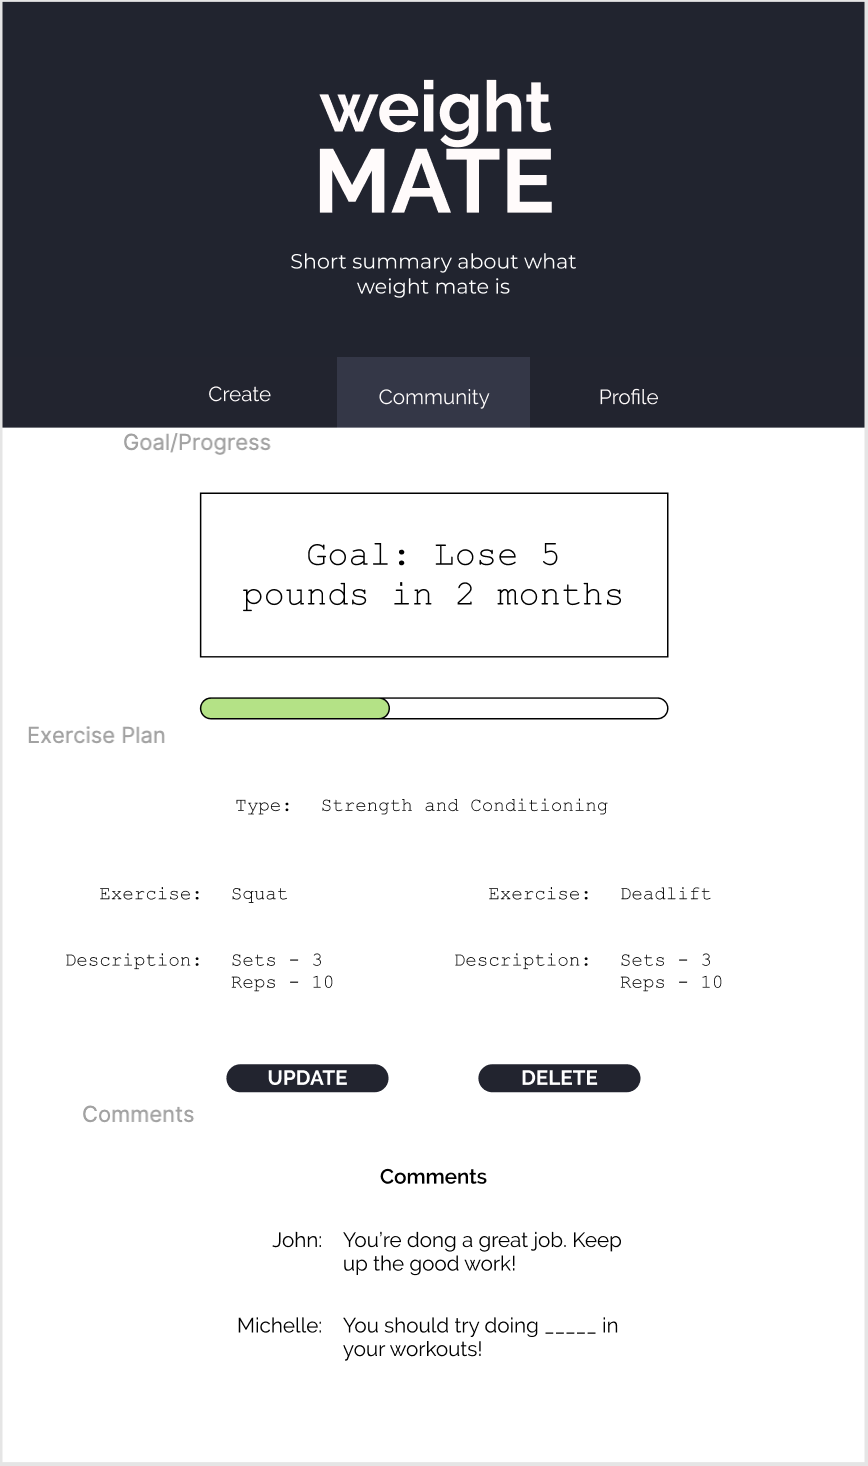 weight
MATE
Short summary about what
weight mate is
Create Community Profile
Goal/Progress
Goal: Lose 5
pounds in 2 months
Exercise Plan
Type: Strength and Conditioning
Exercise: Squat Exercise: Deadlift
Description: Sets - 3 Description: Sets - 3
Reps - 10 Reps - 10
UPDATE DELETE
Comments
Comments
John: You’re dong a great job. Keep
up the good work!
Michelle: You should try doing _____ in
your workouts!